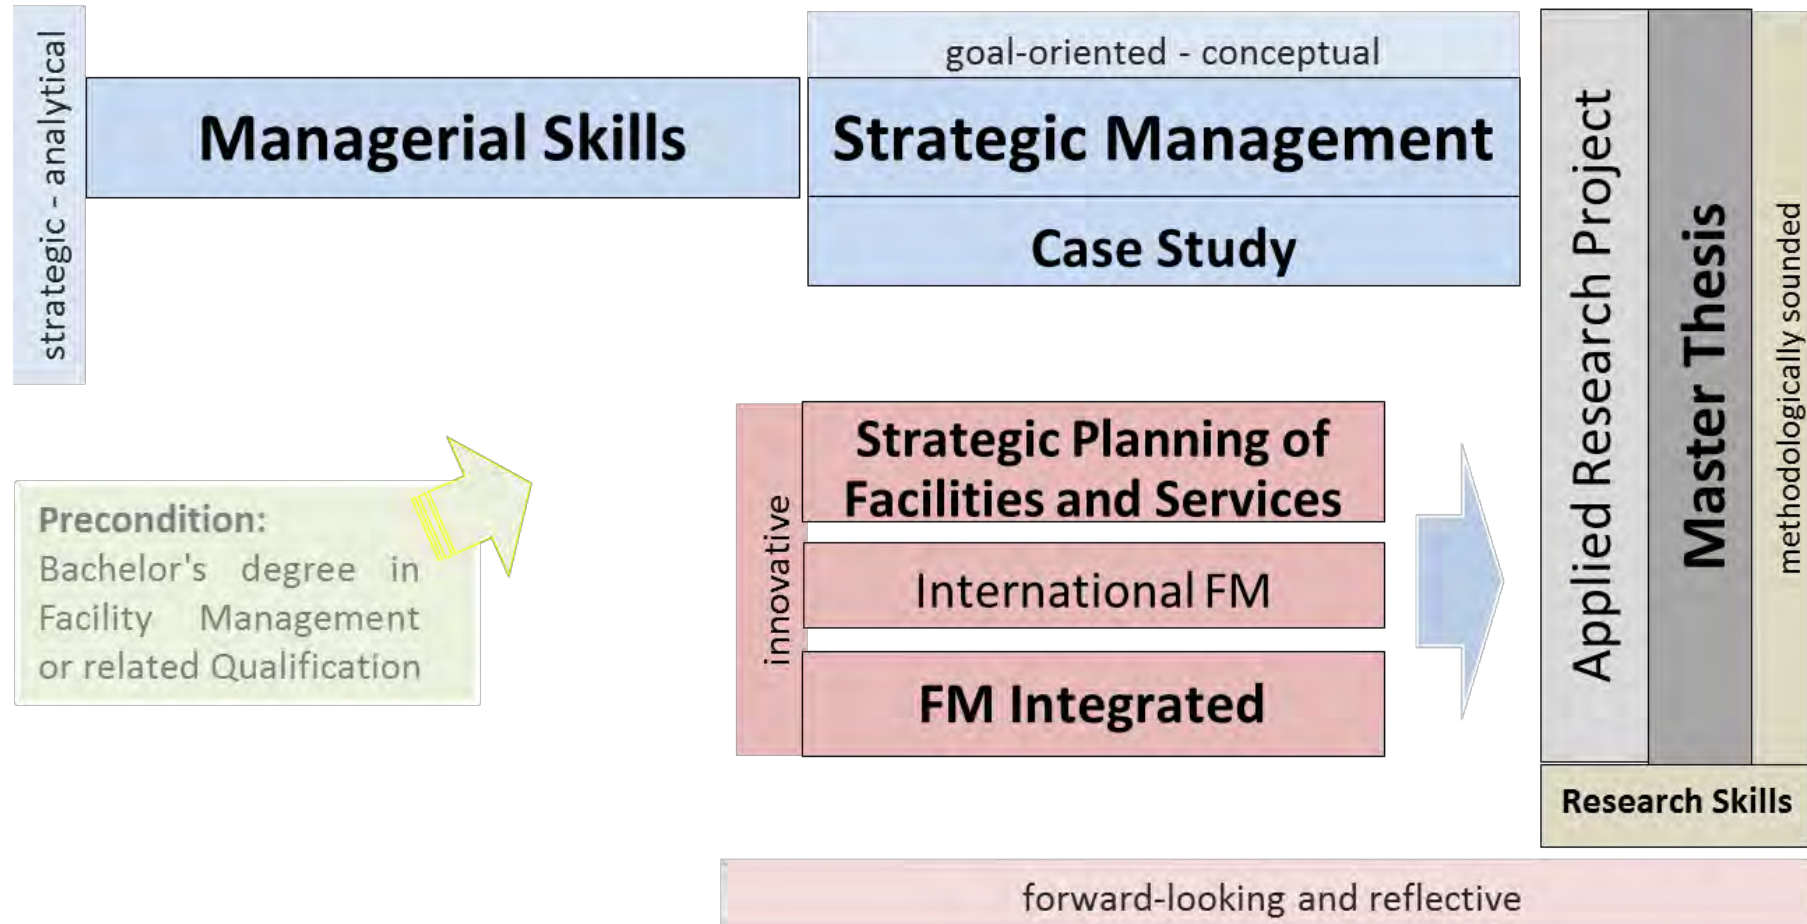 strategic - analytical
Managerial Skills
goal-oriented - conceptual
Strategic Management
Case Study
Precondition:
Bachelor's degree in
Facility Management
or related Qualification
innovative
Strategic Planning of
Facilities and Services
International FM
FM Integrated
Applied Research Project
Master Thesis
methodologically sounded
Research Skills
forward-looking and reflective